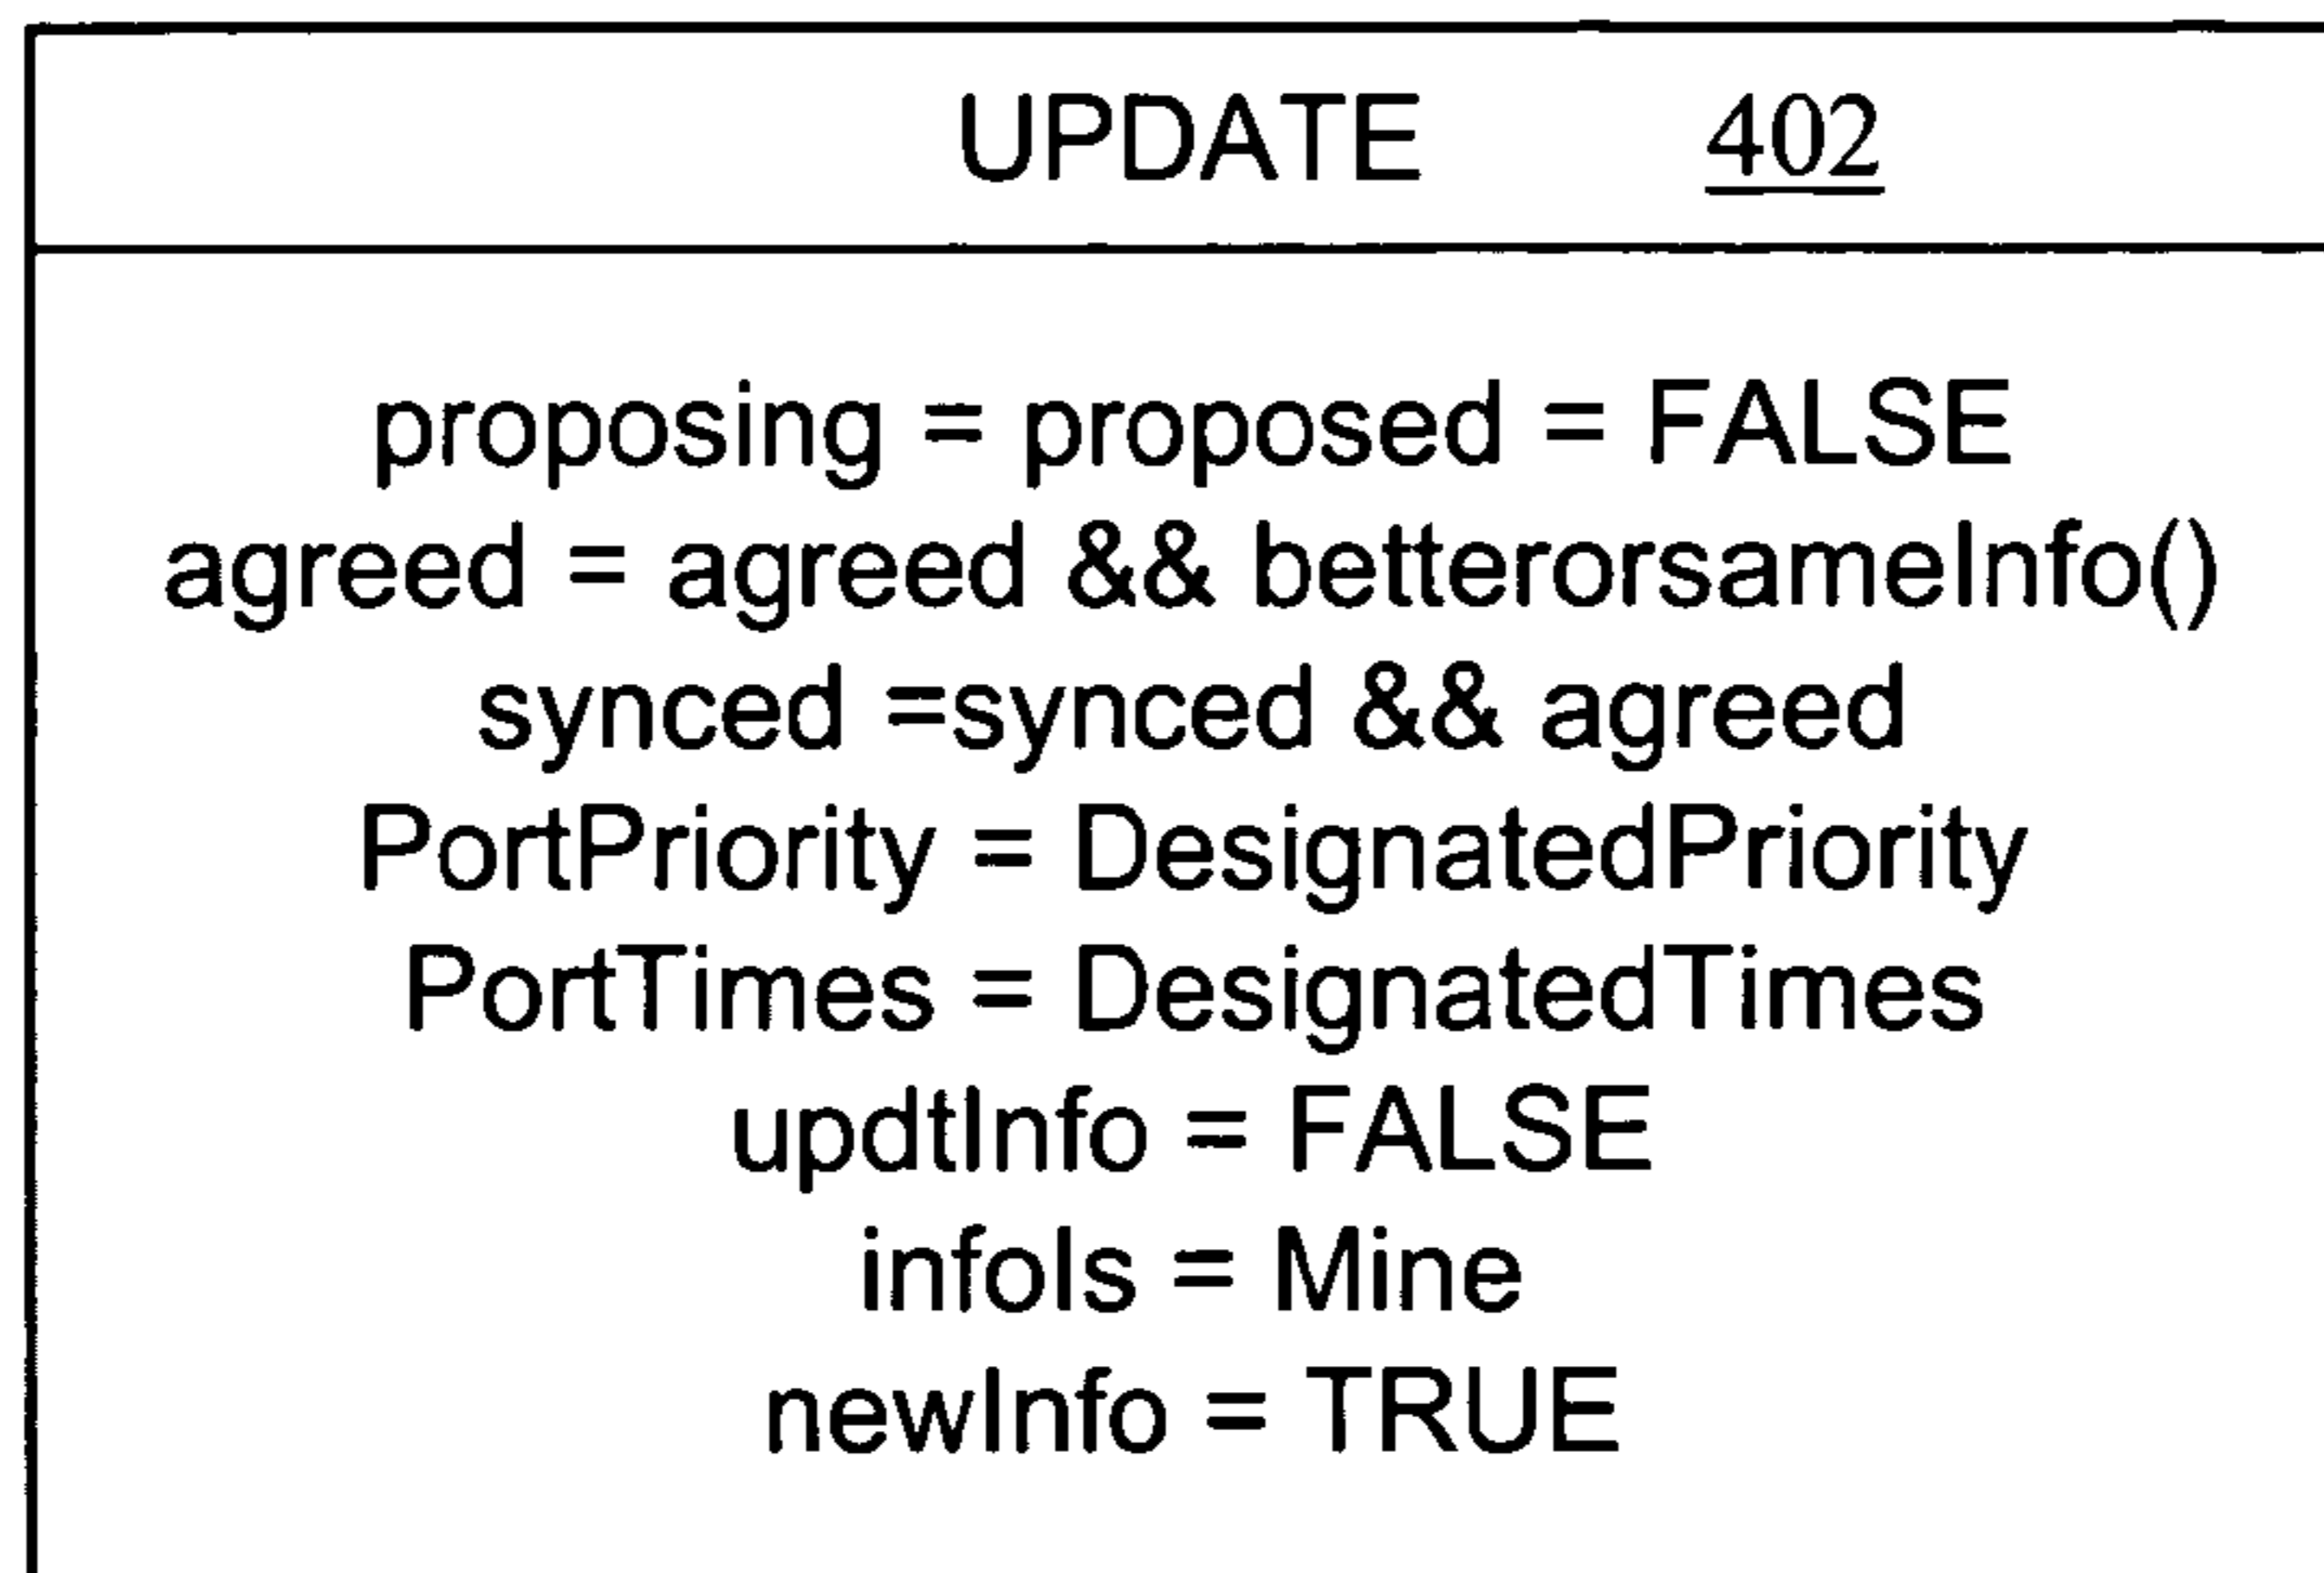 UPDATE 402
proposing = proposed = FALSE
agreed = agreed && betterorsameInfo()
synced =synced && agreed
PortPriority = DesignatedPriority
PortTimes = DesignatedTimes
updtInfo = FALSE
infoIs = Mine
newInfo = TRUE